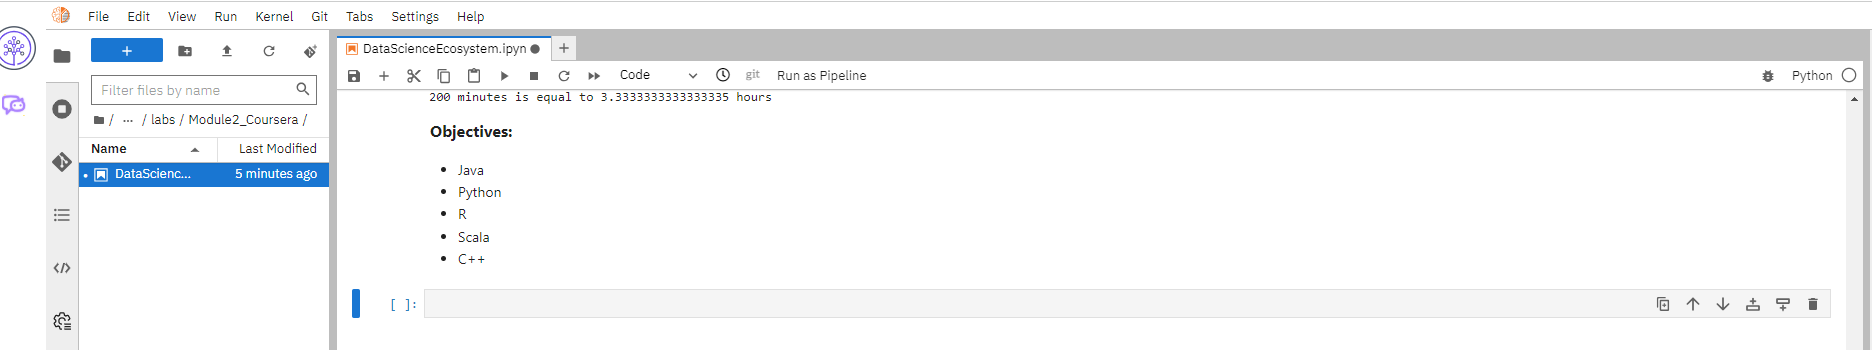 File Edit View Run Kernel Git Tabs Settings Help
+
Filter files by name
/ ... / labs / Module2_Coursera /
Name Last Modified
DataScienc... 5 minutes ago
DataScienceEcosystem.ipyn
+
Code git Run as Pipeline Python
200 minutes is equal to 3.3333333333333335 hours
Objectives:
• Java
• Python
• R
• Scala
• C++
[ ]: